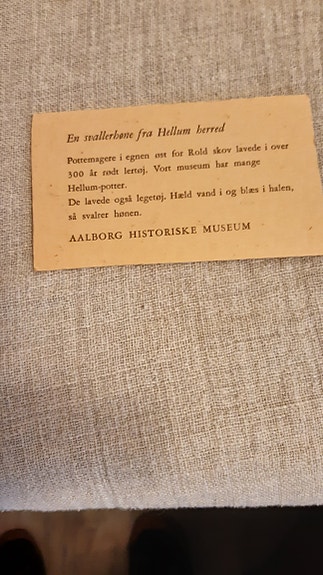 En svallerhøne fra Hellum herred
Pottemagere i egnen øst for Rold skov lavede i over
300 år rødt lertøj. Vort museum har mange
Hellum-potter.
De lavede også legetøj. Hæld vand i og blæs i halen,
så svalrer hønen.
AALBORG HISTORISKE MUSEUM